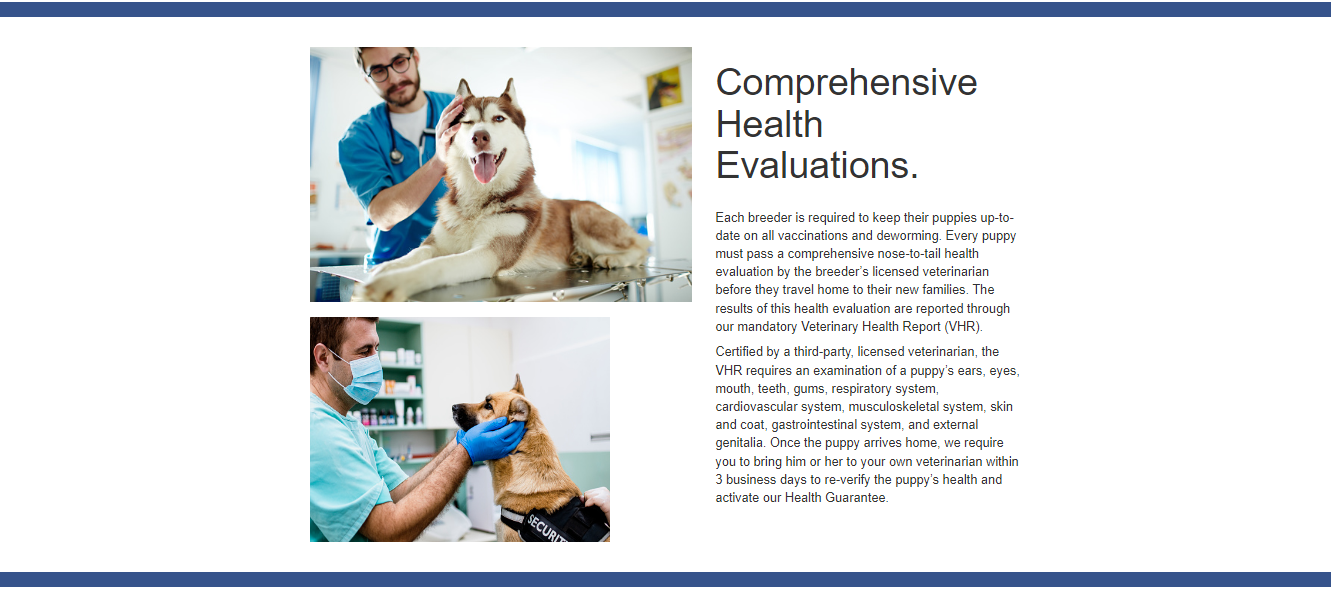 Comprehensive
Health
Evaluations.
Each breeder is required to keep their puppies up-to-
date on all vaccinations and deworming. Every puppy
must pass a comprehensive nose-to-tail health
evaluation by the breeder’s licensed veterinarian
before they travel home to their new families. The
results of this health evaluation are reported through
our mandatory Veterinary Health Report (VHR).
Certified by a third-party, licensed veterinarian, the
VHR requires an examination of a puppy’s ears, eyes,
mouth, teeth, gums, respiratory system,
cardiovascular system, musculoskeletal system, skin
and coat, gastrointestinal system, and external
genitalia. Once the puppy arrives home, we require
you to bring him or her to your own veterinarian within
3 business days to re-verify the puppy’s health and
activate our Health Guarantee.
SECURIT